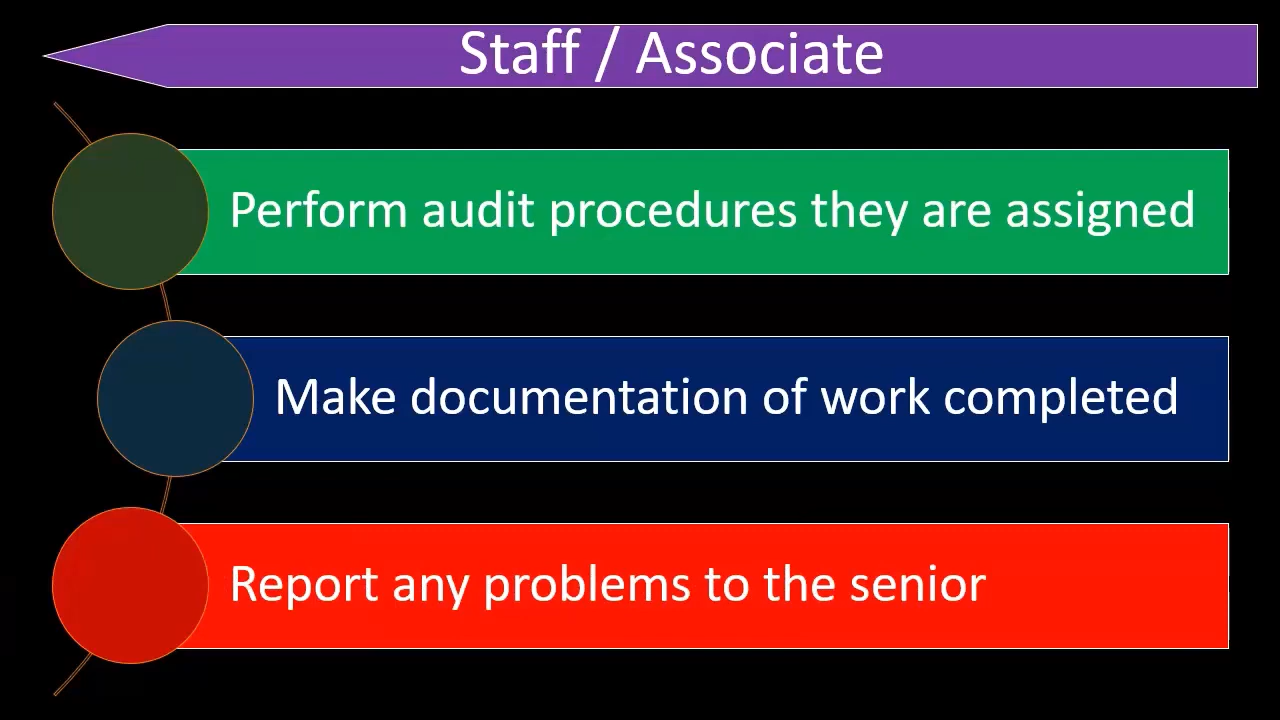 Staff / Associate
Perform audit procedures they are assigned
Make documentation of work completed
Report any problems to the senior